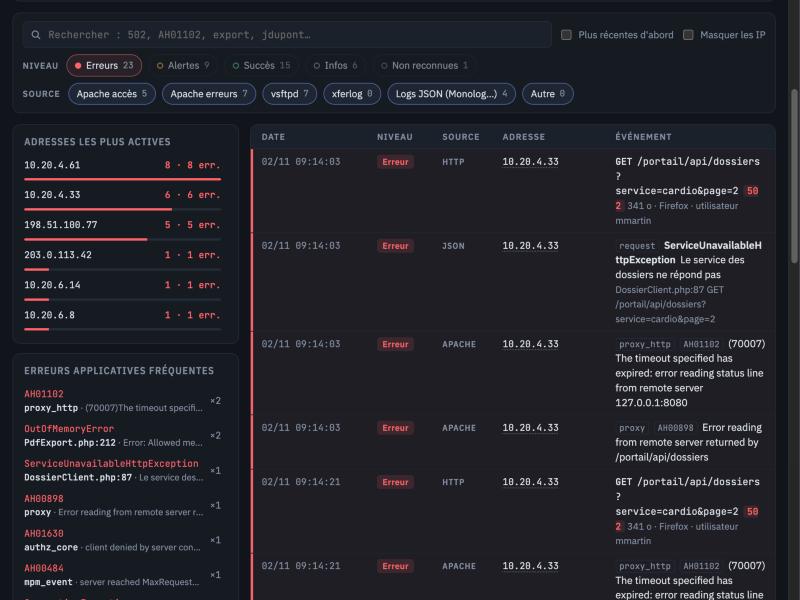 Rechercher : 502, AH01102, export, jdupont…
Plus récentes d'abord
Masquer les IP
NIVEAU
Erreurs 23
Alertes 9
Succès 15
Infos 6
Non reconnues 1
SOURCE
Apache accès 5
Apache erreurs 7
vsftpd 7
xferlog 0
Logs JSON (Monolog…) 4
Autre 0
ADRESSES LES PLUS ACTIVES
10.20.4.61 8 · 8 err.
10.20.4.33 6 · 6 err.
198.51.100.77 5 · 5 err.
203.0.113.42 1 · 1 err.
10.20.6.14 1 · 1 err.
10.20.6.8 1 · 1 err.
ERREURS APPLICATIVES FRÉQUENTES
AH01102
proxy_http · (70007)The timeout specifi… ×2
OutOfMemoryError
PdfExport.php:212 · Error: Allowed me… ×2
ServiceUnavailableHttpException
DossierClient.php:87 · Le service des… ×1
AH00898
proxy · Error reading from remote server r… ×1
AH01630
authz_core · client denied by server con… ×1
AH00484
mpm_event · server reached MaxRequest… ×1
DATE NIVEAU SOURCE ADRESSE ÉVÉNEMENT
02/11 09:14:03 Erreur HTTP 10.20.4.33 GET /portail/api/dossiers
?
service=cardio&page=2 50
2 341 o · Firefox · utilisateur
mmartin
02/11 09:14:03 Erreur JSON 10.20.4.33 request ServiceUnavailableH
ttpException Le service des
dossiers ne répond pas
DossierClient.php:87 GET
/portail/api/dossiers?
service=cardio&page=2
02/11 09:14:03 Erreur APACHE 10.20.4.33 proxy_http AH01102 (70007)
The timeout specified has
expired: error reading status line
from remote server
127.0.0.1:8080
02/11 09:14:03 Erreur APACHE 10.20.4.33 proxy AH00898 Error reading
from remote server returned by
/portail/api/dossiers
02/11 09:14:21 Erreur HTTP 10.20.4.33 GET /portail/api/dossiers
?
service=cardio&page=2 50
2 341 o · Firefox · utilisateur
mmartin
02/11 09:14:21 Erreur APACHE 10.20.4.33 proxy_http AH01102 (70007)
The timeout specified has
expired: error reading status line